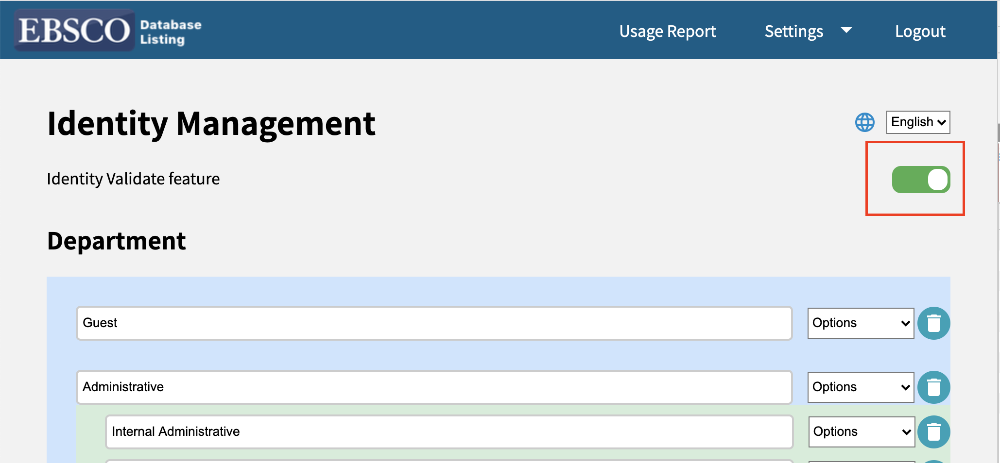 EBSCO Database
Listing
Usage Report
Settings
Logout
Identity Management
English
Identity Validate feature
Department
Guest
Options
Administrative
Options
Internal Administrative
Options